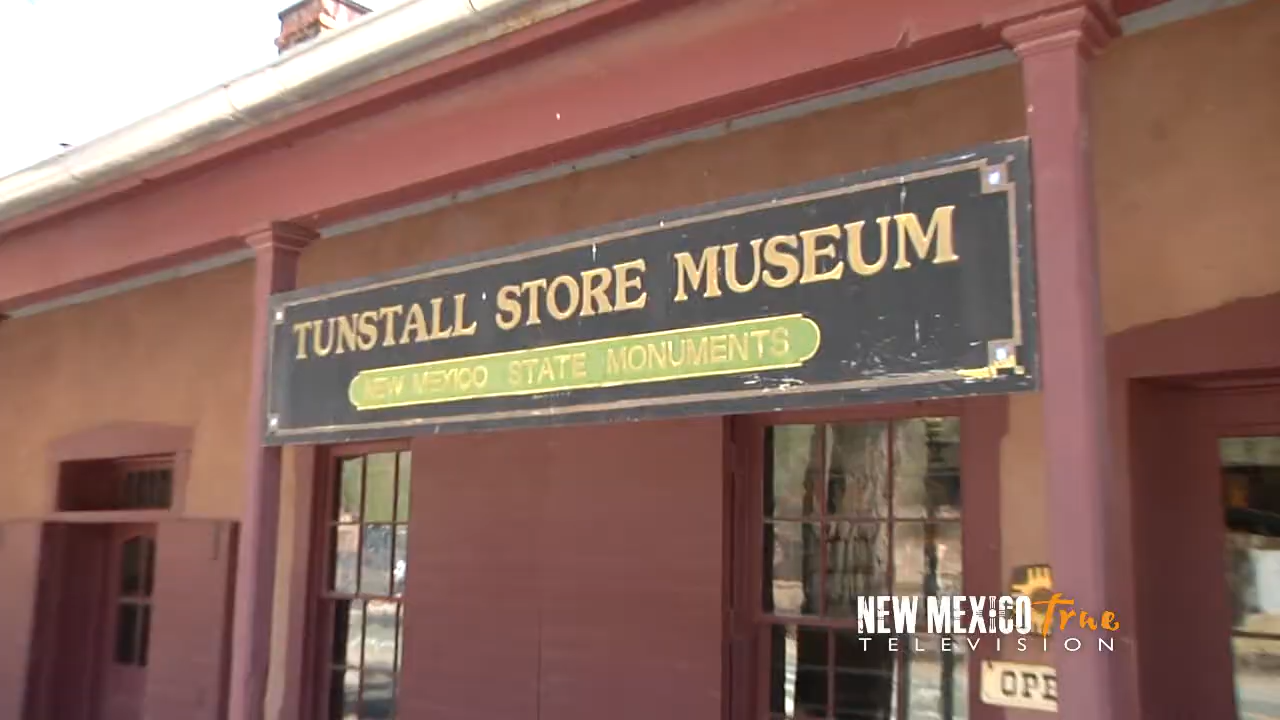 TUNSTALL STORE MUSEUM
NEW MEXICO STATE MONUMENTS
NEW MEXICO True
TELEVISION
OPE